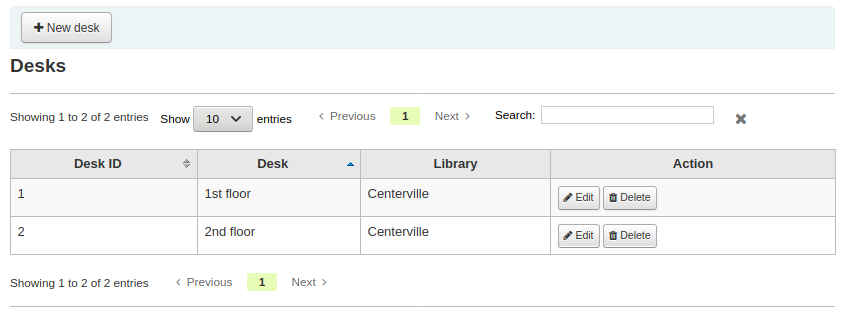 New desk
Desks
Showing 1 to 2 of 2 entries Show 10 entries Previous 1 Next Search:
Desk ID Desk Library Action
1 1st floor Centerville Edit Delete
2 2nd floor Centerville Edit Delete
Showing 1 to 2 of 2 entries Previous 1 Next